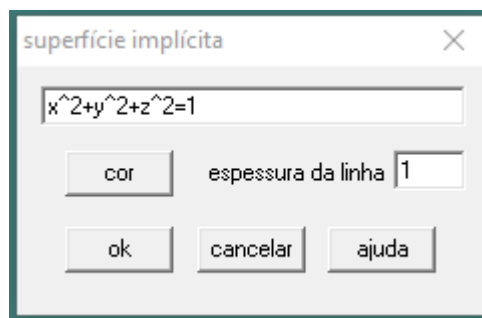 superfície implícita
x^2+y^2+z^2=1
cor espessura da linha 1
ok cancelar ajuda